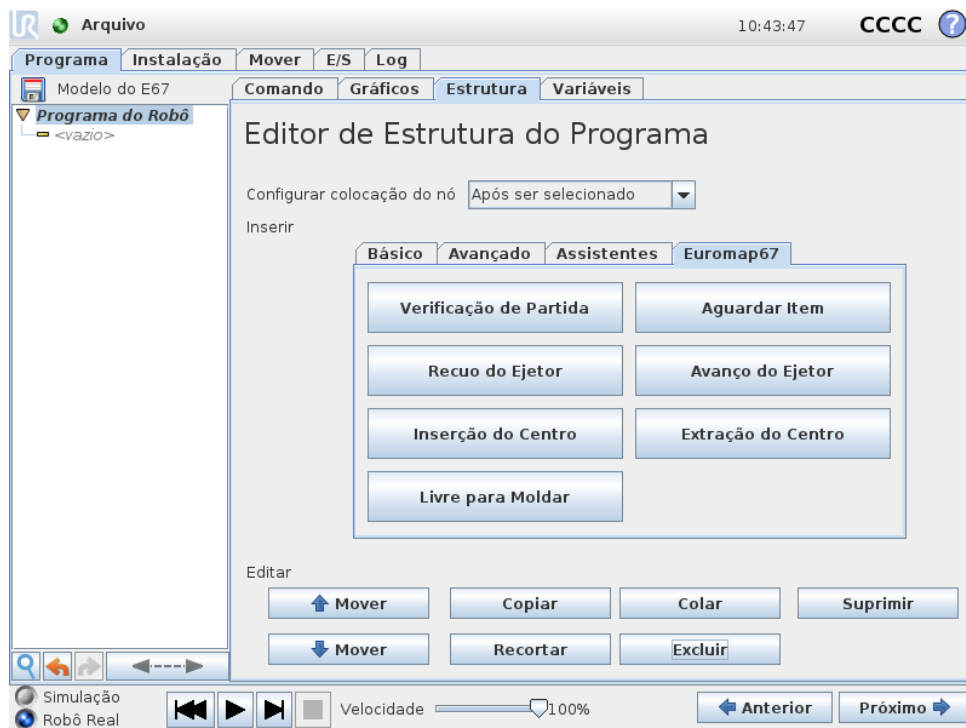 UR Arquivo 10:43:47 CCCC ?
Programa Instalação Mover E/S Log
Modelo do E67 Comando Gráficos Estrutura Variáveis
Programa do Robô
<vazio>
Editor de Estrutura do Programa
Configurar colocação do nó Após ser selecionado
Inserir
Básico Avançado Assistentes Euromap67
Verificação de Partida Aguardar Item
Recuo do Ejetor Avanço do Ejetor
Inserção do Centro Extração do Centro
Livre para Moldar
Editar
Mover Copiar Colar Suprimir
Mover Recortar Excluir
Simulação
Robô Real
Velocidade 100% Anterior Próximo